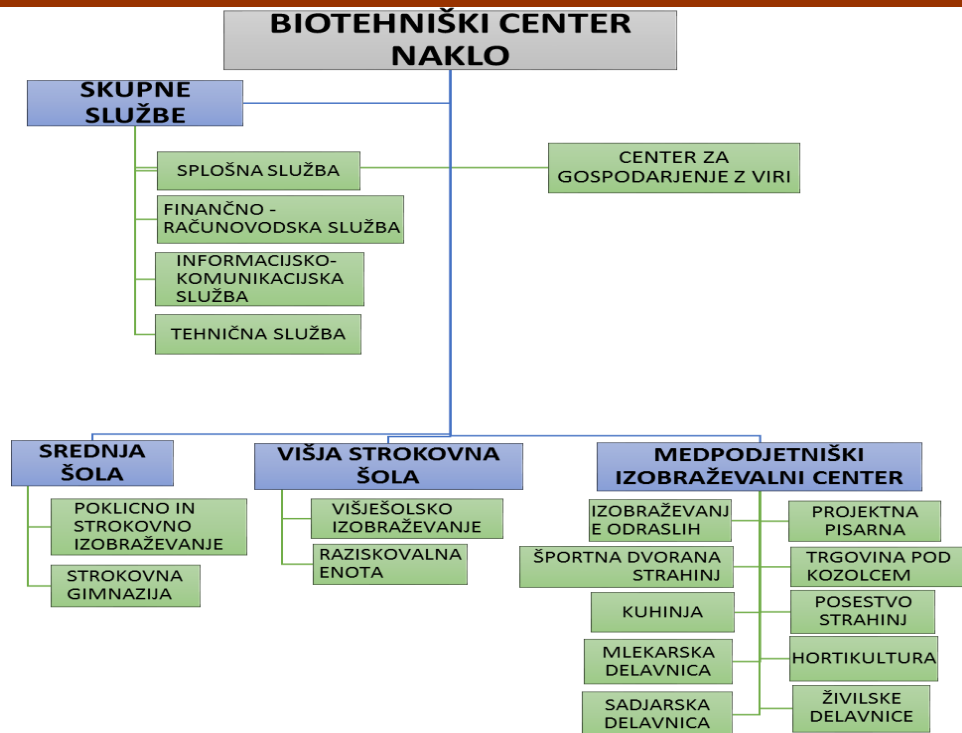 BIOTEHNIŠKI CENTER
NAKLO
SKUPNE
SLUŽBE
SPLOŠNA SLUŽBA
CENTER ZA
GOSPODARJENJE Z VIRI
FINANČNO -
RAČUNOVODSKA SLUŽBA
INFORMACIJSKO-
KOMUNIKACIJSKA
SLUŽBA
TEHNIČNA SLUŽBA
SREDNJA
ŠOLA
POKLICNO IN
STROKOVNO
IZOBRAŽEVANJE
STROKOVNA
GIMNAZIJA
VIŠJA STROKOVNA
ŠOLA
VIŠJEŠOLSKO
IZOBRAŽEVANJE
RAZISKOVALNA
ENOTA
MEDPODJETNIŠKI
IZOBRAŽEVALNI CENTER
IZOBRAŽEVANJ
E ODRASLIH
PROJEKTNA
PISARNA
ŠPORTNA DVORANA
STRAHINJ
TRGOVINA POD
KOZOLCEM
KUHINJA
POSESTVO
STRAHINJ
MLEKARSKA
DELAVNICA
HORTIKULTURA
SADJARSKA
DELAVNICA
ŽIVILSKE
DELAVNICE